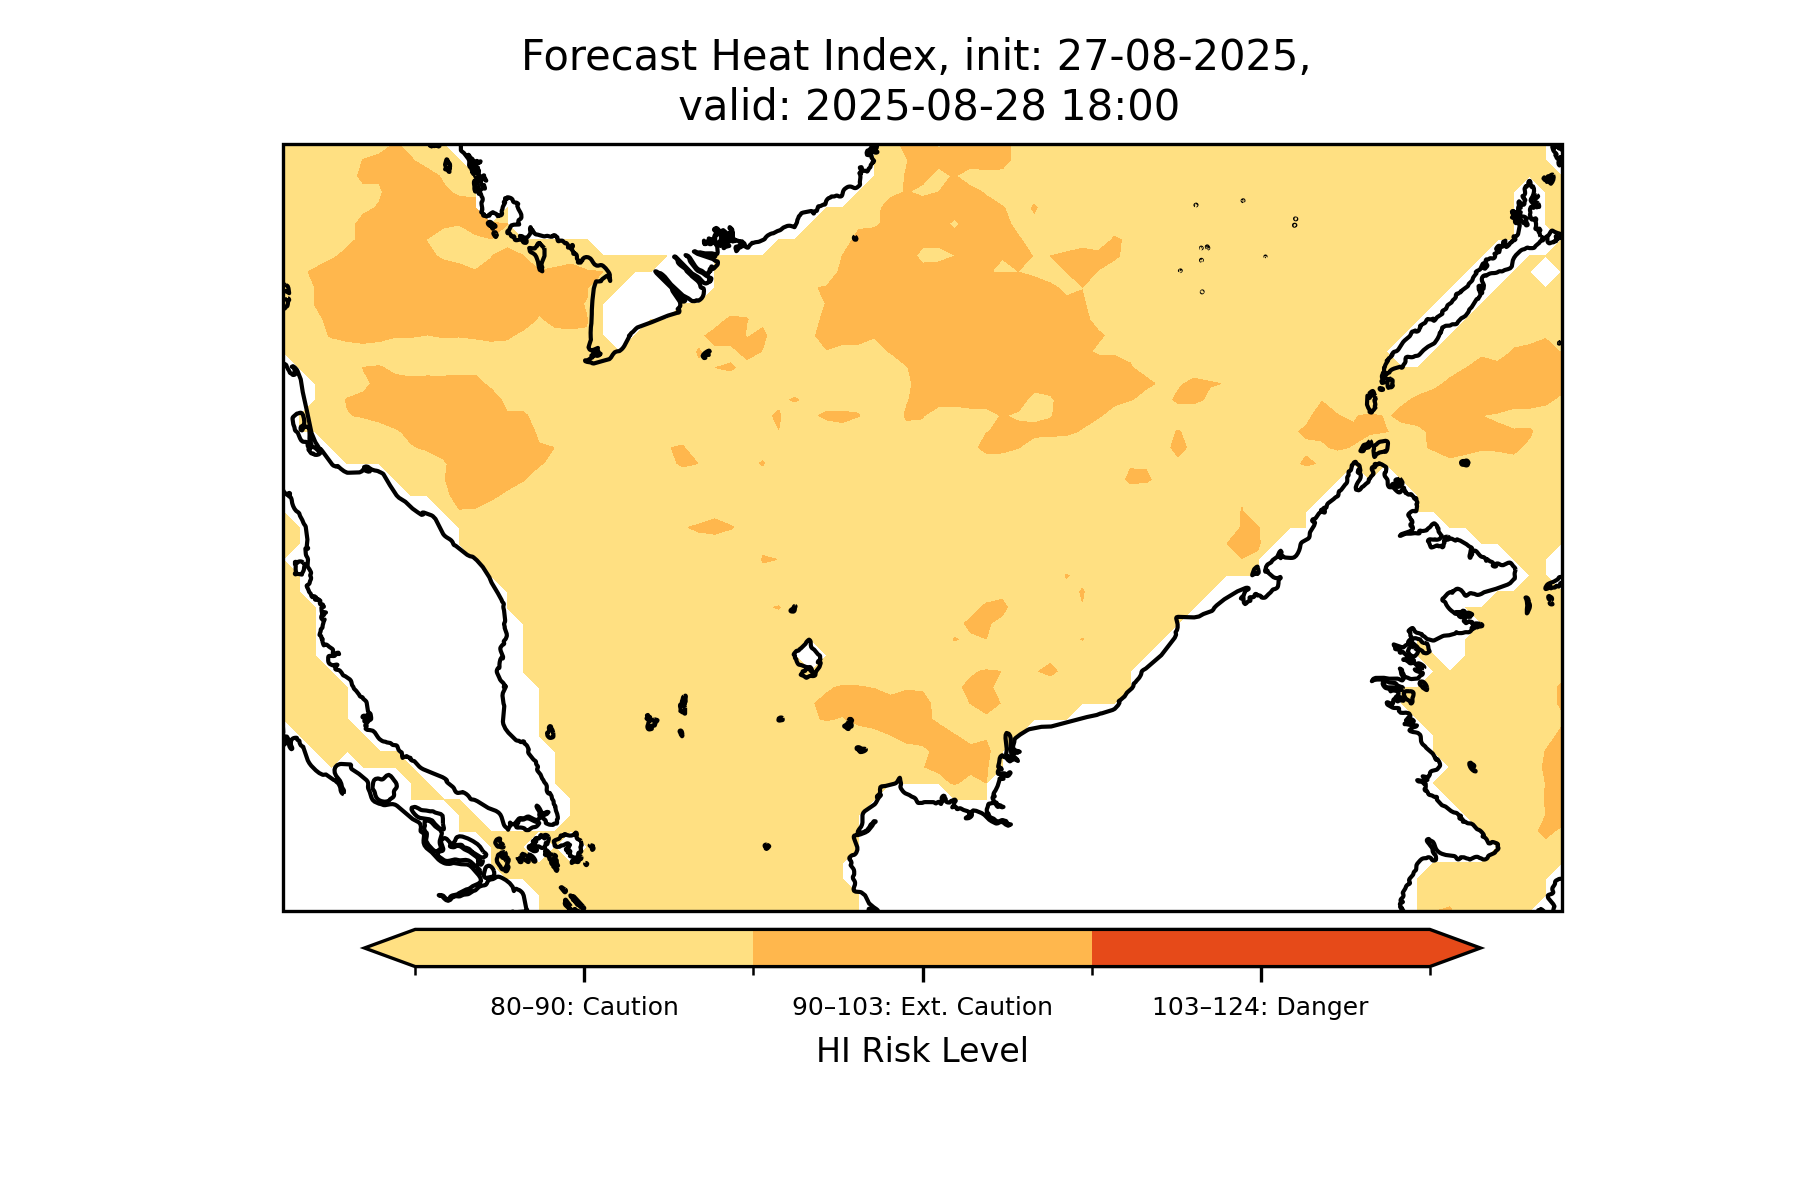 Forecast Heat Index, init: 27-08-2025,
valid: 2025-08-28 18:00
80–90: Caution
90–103: Ext. Caution
103–124: Danger
HI Risk Level